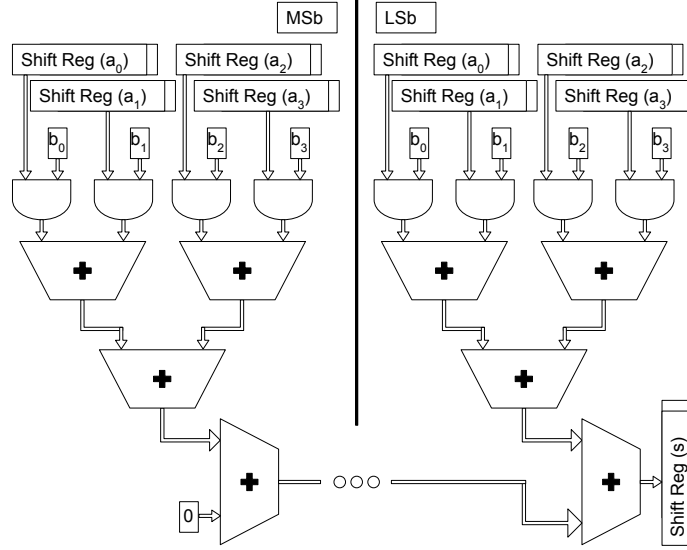 MSb
LSb
Shift Reg (a₀)
Shift Reg (a₂)
Shift Reg (a₀)
Shift Reg (a₂)
Shift Reg (a₁)
Shift Reg (a₃)
Shift Reg (a₁)
Shift Reg (a₃)
b₀
b₁
b₂
b₃
b₀
b₁
b₂
b₃
+
+
+
+
+
+
+
+
0
Shift Reg (s)